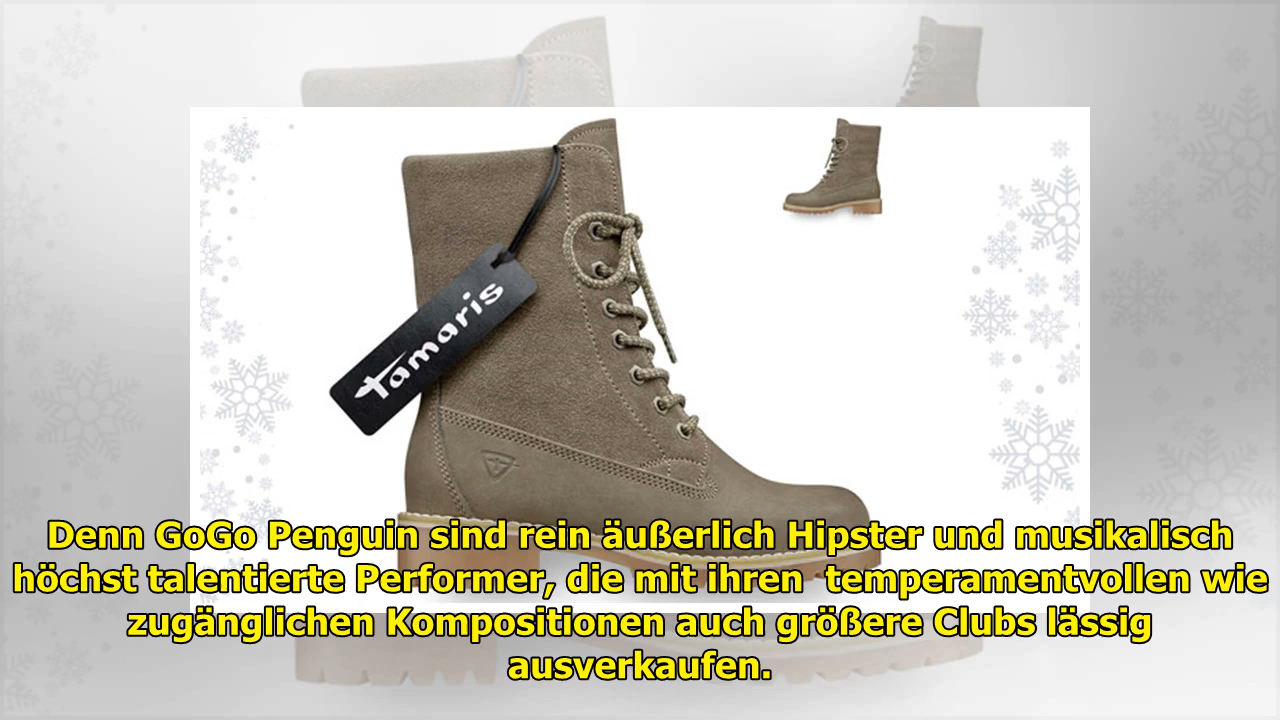 tamaris
Denn GoGo Penguin sind rein äußerlich Hipster und musikalisch
höchst talentierte Performer, die mit ihren  temperamentvollen wie
zugänglichen Kompositionen auch größere Clubs lässig
ausverkaufen.